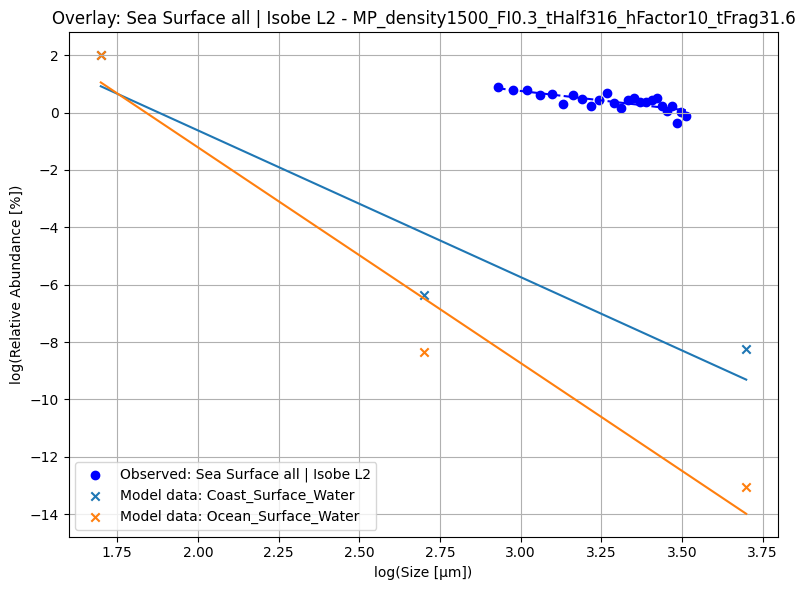 Overlay: Sea Surface all | Isobe L2 - MP_density1500_FI0.3_tHalf316_hFactor10_tFrag31.6
log(Relative Abundance [%])
2
0
−2
−4
−6
−8
−10
−12
−14
Observed: Sea Surface all | Isobe L2
Model data: Coast_Surface_Water
Model data: Ocean_Surface_Water
1.75 2.00 2.25 2.50 2.75 3.00 3.25 3.50 3.75
log(Size [µm])